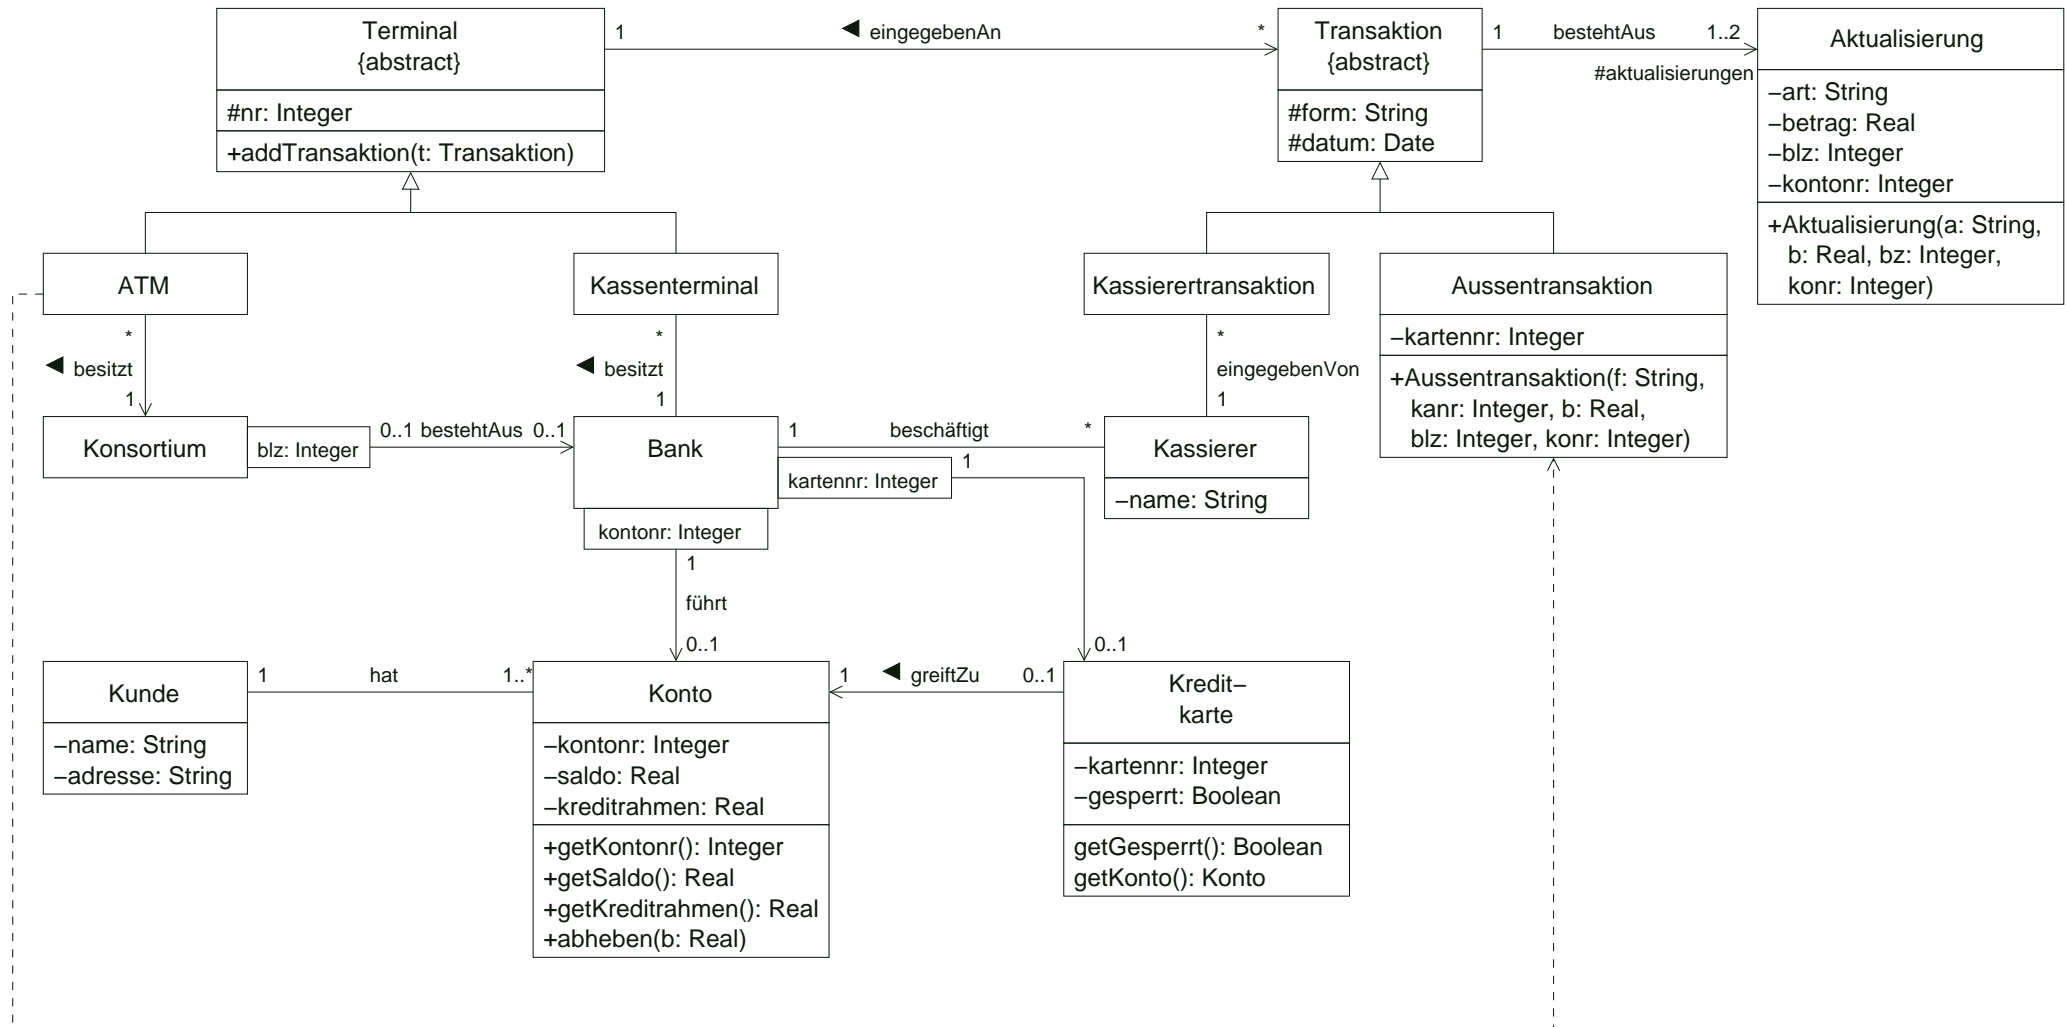 Terminal
{abstract}
#nr: Integer
+addTransaktion(t: Transaktion)
1
◀ eingegebenAn
*
Transaktion
{abstract}
#form: String
#datum: Date
1
bestehtAus
1..2
#aktualisierungen
Aktualisierung
–art: String
–betrag: Real
–blz: Integer
–kontonr: Integer
+Aktualisierung(a: String,
b: Real, bz: Integer,
konr: Integer)
ATM
Kassenterminal
Kassierertransaktion
Aussentransaktion
–kartennr: Integer
+Aussentransaktion(f: String,
kanr: Integer, b: Real,
blz: Integer, konr: Integer)
*
◀ besitzt
1
*
◀ besitzt
1
*
eingegebenVon
1
Konsortium
blz: Integer
0..1 bestehtAus 0..1
Bank
1
beschäftigt
*
Kassierer
–name: String
kartennr: Integer
1
0..1
kontonr: Integer
1
führt
0..1
Kunde
–name: String
–adresse: String
1
hat
1..*
Konto
–kontonr: Integer
–saldo: Real
–kreditrahmen: Real
+getKontonr(): Integer
+getSaldo(): Real
+getKreditrahmen(): Real
+abheben(b: Real)
1
◀ greiftZu
0..1
Kredit–
karte
–kartennr: Integer
–gesperrt: Boolean
getGesperrt(): Boolean
getKonto(): Konto